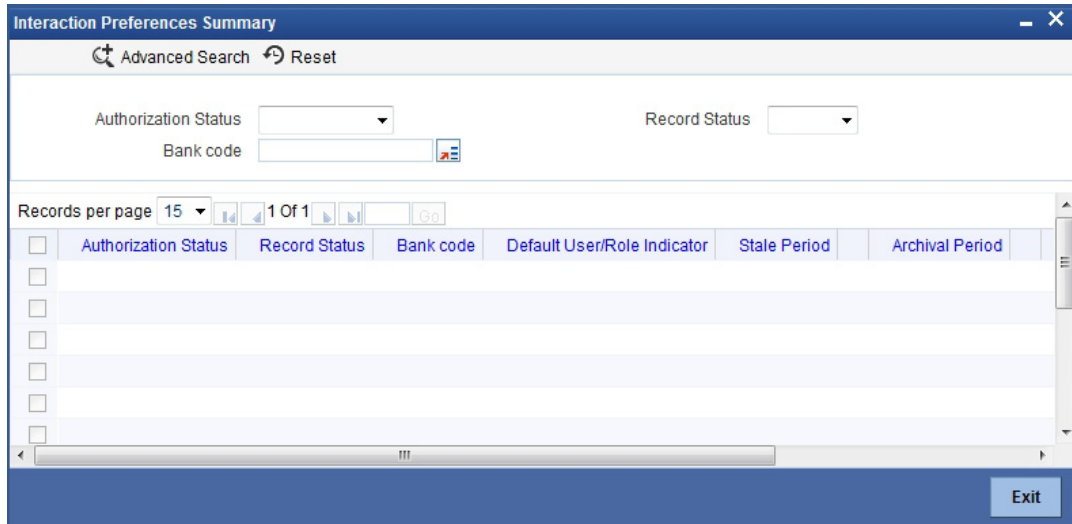 Interaction Preferences Summary
Advanced Search Reset
Authorization Status Record Status
Bank code
Records per page 15 1 Of 1 Go
Authorization Status Record Status Bank code Default User/Role Indicator Stale Period Archival Period
Exit